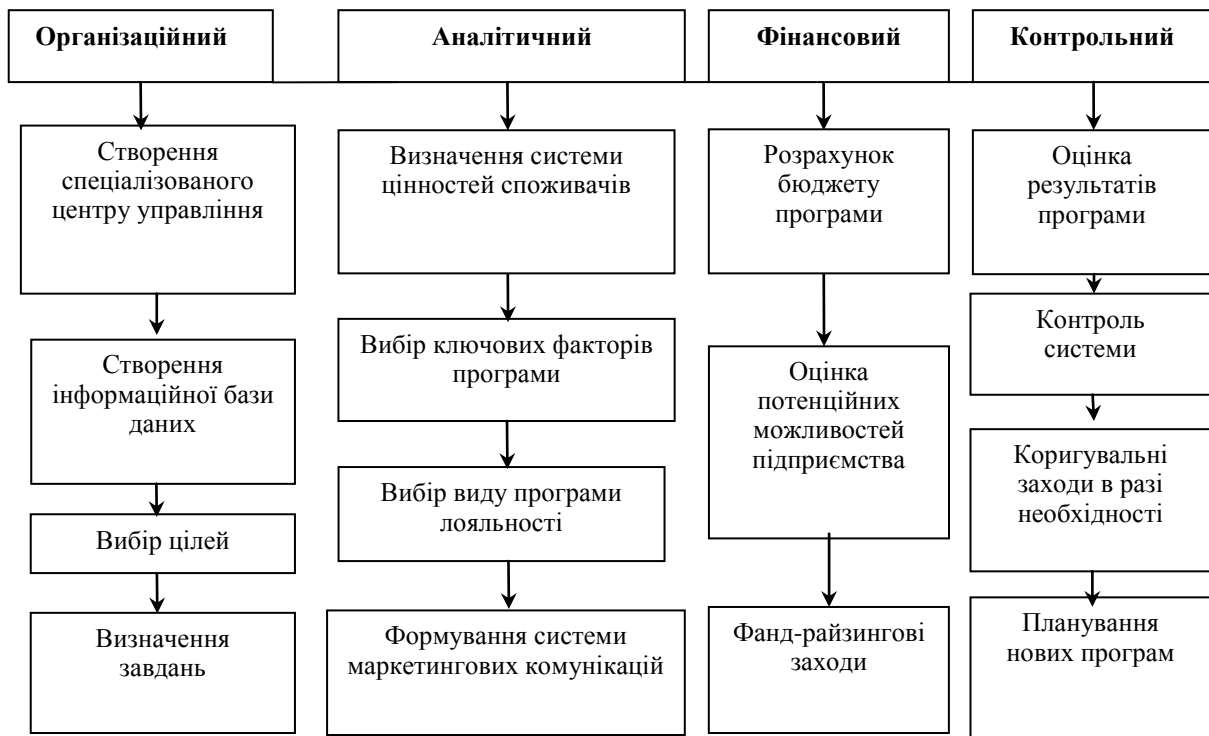 Організаційний
Аналітичний
Фінансовий
Контрольний
Створення
спеціалізованого
центру управління
Створення
інформаційної бази
даних
Вибір цілей
Визначення
завдань
Визначення системи
цінностей споживачів
Вибір ключових факторів
програми
Вибір виду програми
лояльності
Формування системи
маркетингових комунікацій
Розрахунок
бюджету
програми
Оцінка
потенційних
можливостей
підприємства
Фанд-райзингові
заходи
Оцінка
результатів
програми
Контроль
системи
Коригувальні
заходи в разі
необхідності
Планування
нових програм